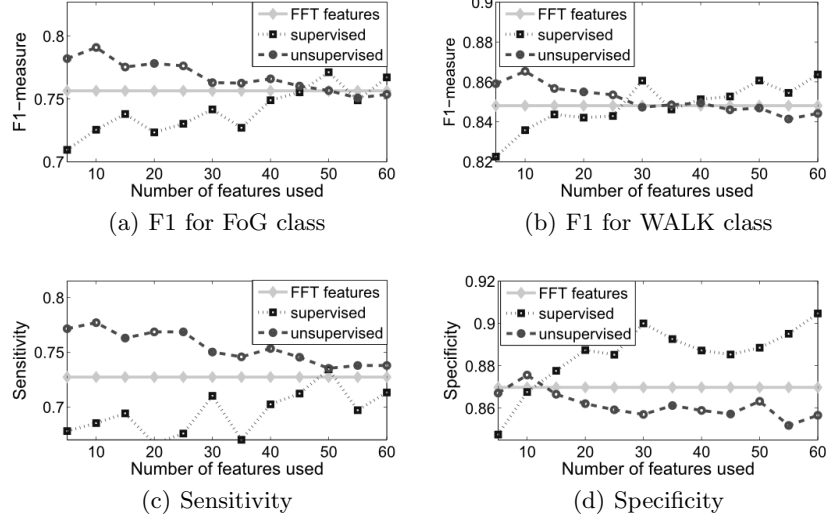 F1−measure
0.8
0.75
0.7
10 20 30 40 50 60
Number of features used
FFT features
supervised
unsupervised
(a) F1 for FoG class
F1−measure
0.9
0.88
0.86
0.84
0.82
10 20 30 40 50 60
Number of features used
FFT features
supervised
unsupervised
(b) F1 for WALK class
Sensitivity
0.8
0.75
0.7
10 20 30 40 50 60
Number of features used
FFT features
supervised
unsupervised
(c) Sensitivity
Specificity
0.92
0.9
0.88
0.86
10 20 30 40 50 60
Number of features used
FFT features
supervised
unsupervised
(d) Specificity